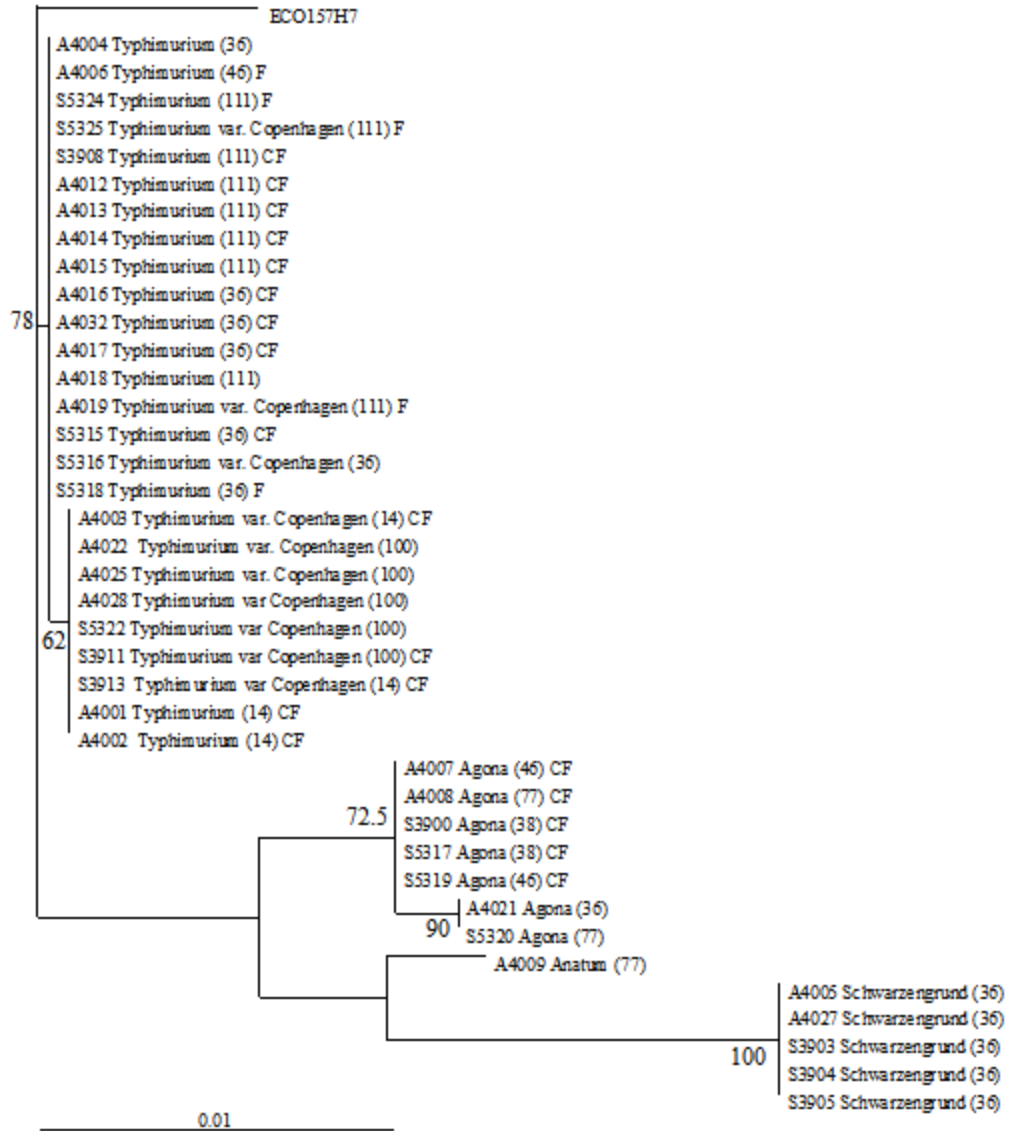 ECO157H7
A4004 Typhimurium (36)
A4006 Typhimurium (46) F
S5324 Typhimurium (111) F
S5325 Typhimurium var. Copenhagen (111) F
S3908 Typhimurium (111) CF
A4012 Typhimurium (111) CF
A4013 Typhimurium (111) CF
A4014 Typhimurium (111) CF
A4015 Typhimurium (111) CF
A4016 Typhimurium (36) CF
78
A4032 Typhimurium (36) CF
A4017 Typhimurium (36) CF
A4018 Typhimurium (111)
A4019 Typhimurium var. Copenhagen (111) F
S5315 Typhimurium (36) CF
S5316 Typhimurium var. Copenhagen (36)
S5318 Typhimurium (36) F
A4003 Typhimurium var. Copenhagen (14) CF
A4022 Typhimurium var. Copenhagen (100)
A4025 Typhimurium var. Copenhagen (100)
A4028 Typhimurium var Copenhagen (100)
S5322 Typhimurium var Copenhagen (100)
62
S3911 Typhimurium var Copenhagen (100) CF
S3913 Typhimurium var Copenhagen (14) CF
A4001 Typhimurium (14) CF
A4002 Typhimurium (14) CF
A4007 Agona (46) CF
A4008 Agona (77) CF
72.5
S3900 Agona (38) CF
S5317 Agona (38) CF
S5319 Agona (46) CF
A4021 Agona (36)
90
S5320 Agona (77)
A4009 Anatum (77)
A4005 Schwarzengrund (36)
A4027 Schwarzengrund (36)
S3903 Schwarzengrund (36)
100
S3904 Schwarzengrund (36)
S3905 Schwarzengrund (36)
0.01